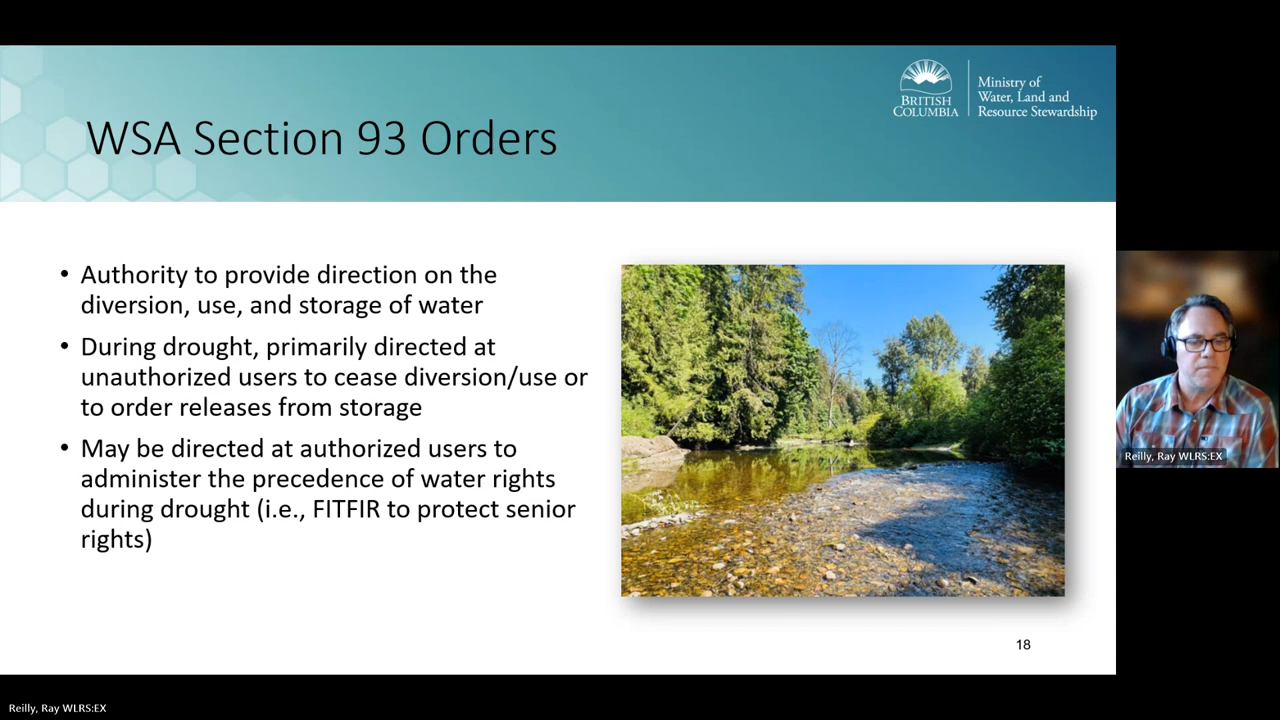 BRITISH
COLUMBIA
Ministry of
Water, Land and
Resource Stewardship
WSA Section 93 Orders
• Authority to provide direction on the
diversion, use, and storage of water
• During drought, primarily directed at
unauthorized users to cease diversion/use or
to order releases from storage
• May be directed at authorized users to
administer the precedence of water rights
during drought (i.e., FITFIR to protect senior
rights)
18
Reilly, Ray WLRS:EX
Reilly, Ray WLRS:EX